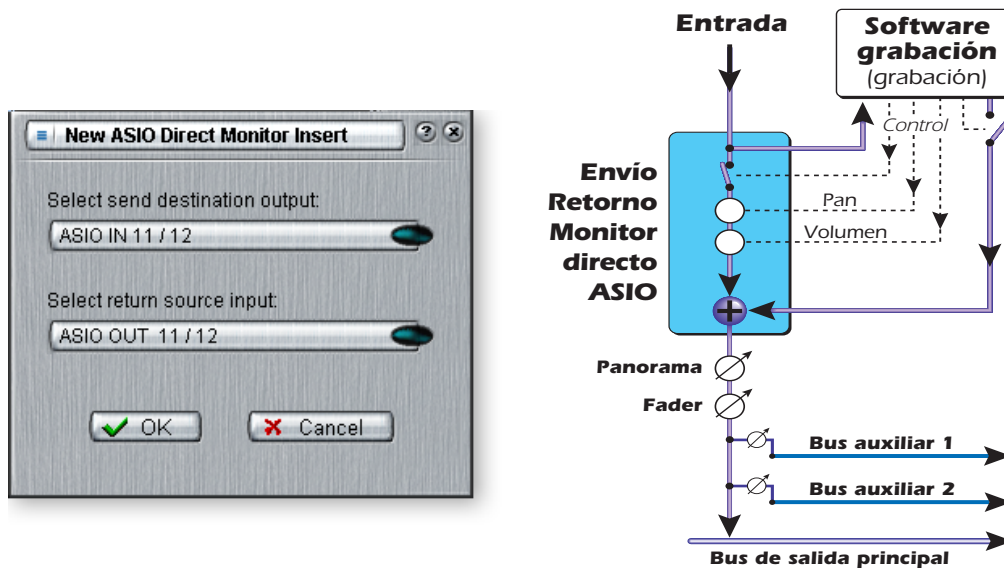 New ASIO Direct Monitor Insert
?
Select send destination output:
ASIO IN 11 / 12
Select return source input:
ASIO OUT 11 / 12
OK
Cancel
Entrada
Software
grabación
(grabación)
Control
Envío
Retorno
Monitor
directo
ASIO
Pan
Volumen
Panorama
Fader
Bus auxiliar 1
Bus auxiliar 2
Bus de salida principal